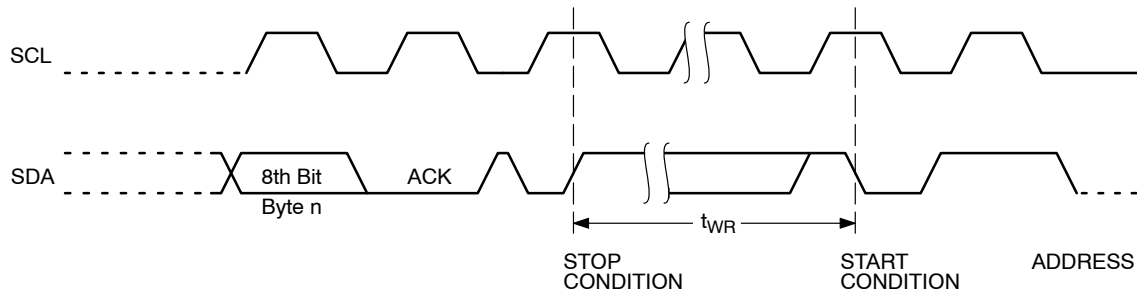 SCL
SDA
8th Bit
Byte n
ACK
tWR
STOP
CONDITION
START
CONDITION
ADDRESS